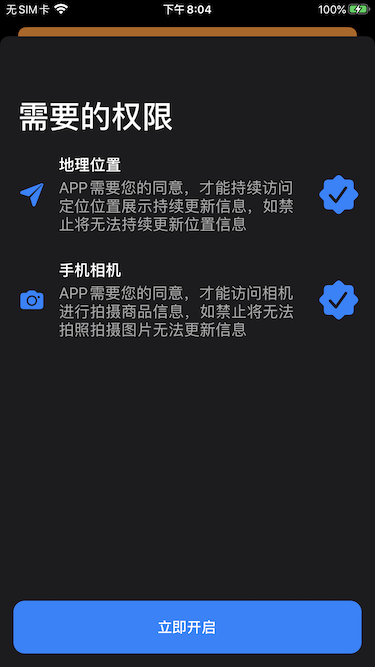 无SIM卡 下午8:04 100%
需要的权限
地理位置
APP需要您的同意，才能持续访问
定位位置展示持续更新信息，如禁
止将无法持续更新位置信息
手机相机
APP需要您的同意，才能访问相机
进行拍摄商品信息，如禁止将无法
拍照拍摄图片无法更新信息
立即开启